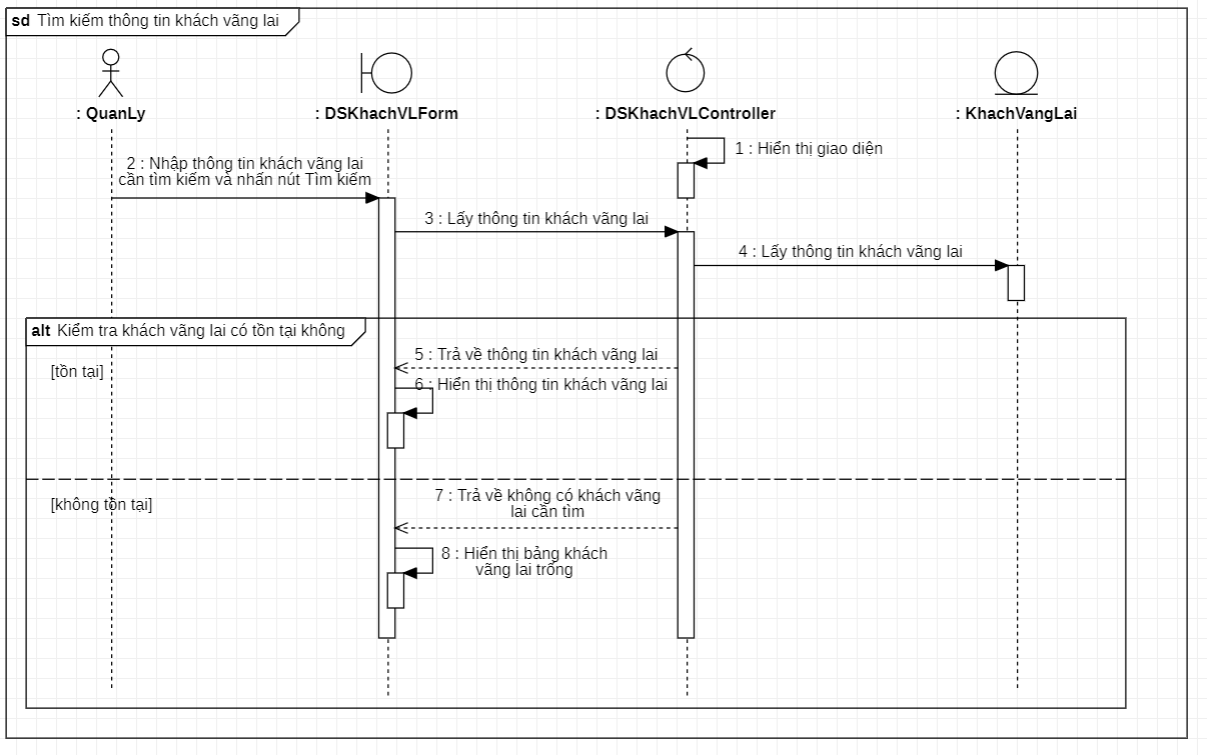 sd Tìm kiếm thông tin khách vãng lai
: QuanLy
: DSKhachVLForm
: DSKhachVLController
: KhachVangLai
1 : Hiển thị giao diện
2 : Nhập thông tin khách vãng lai
cần tìm kiếm và nhấn nút Tìm kiếm
3 : Lấy thông tin khách vãng lai
4 : Lấy thông tin khách vãng lai
alt Kiểm tra khách vãng lai có tồn tại không
[tồn tại]
5 : Trả về thông tin khách vãng lai
6 : Hiển thị thông tin khách vãng lai
[không tồn tại]
7 : Trả về không có khách vãng
lai cần tìm
8 : Hiển thị bảng khách
vãng lai trống